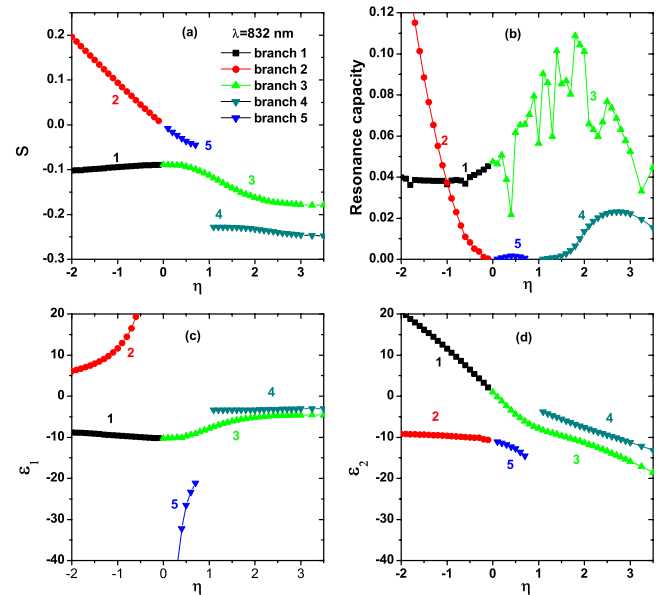 (a)
λ=832 nm
branch 1
branch 2
branch 3
branch 4
branch 5
0.2
0.1
0.0
-0.1
-0.2
-0.3
S
2
5
1
3
4
-2 -1 0 1 2 3
η
(b)
0.12
0.10
0.08
0.06
0.04
0.02
0.00
Resonance capacity
2
3
1
4
5
-2 -1 0 1 2 3
η
(c)
20
10
0
-10
-20
-30
-40
ε1
2
4
1
3
5
-2 -1 0 1 2 3
η
(d)
20
10
0
-10
-20
-30
-40
ε2
1
2
4
5
3
-2 -1 0 1 2 3
η